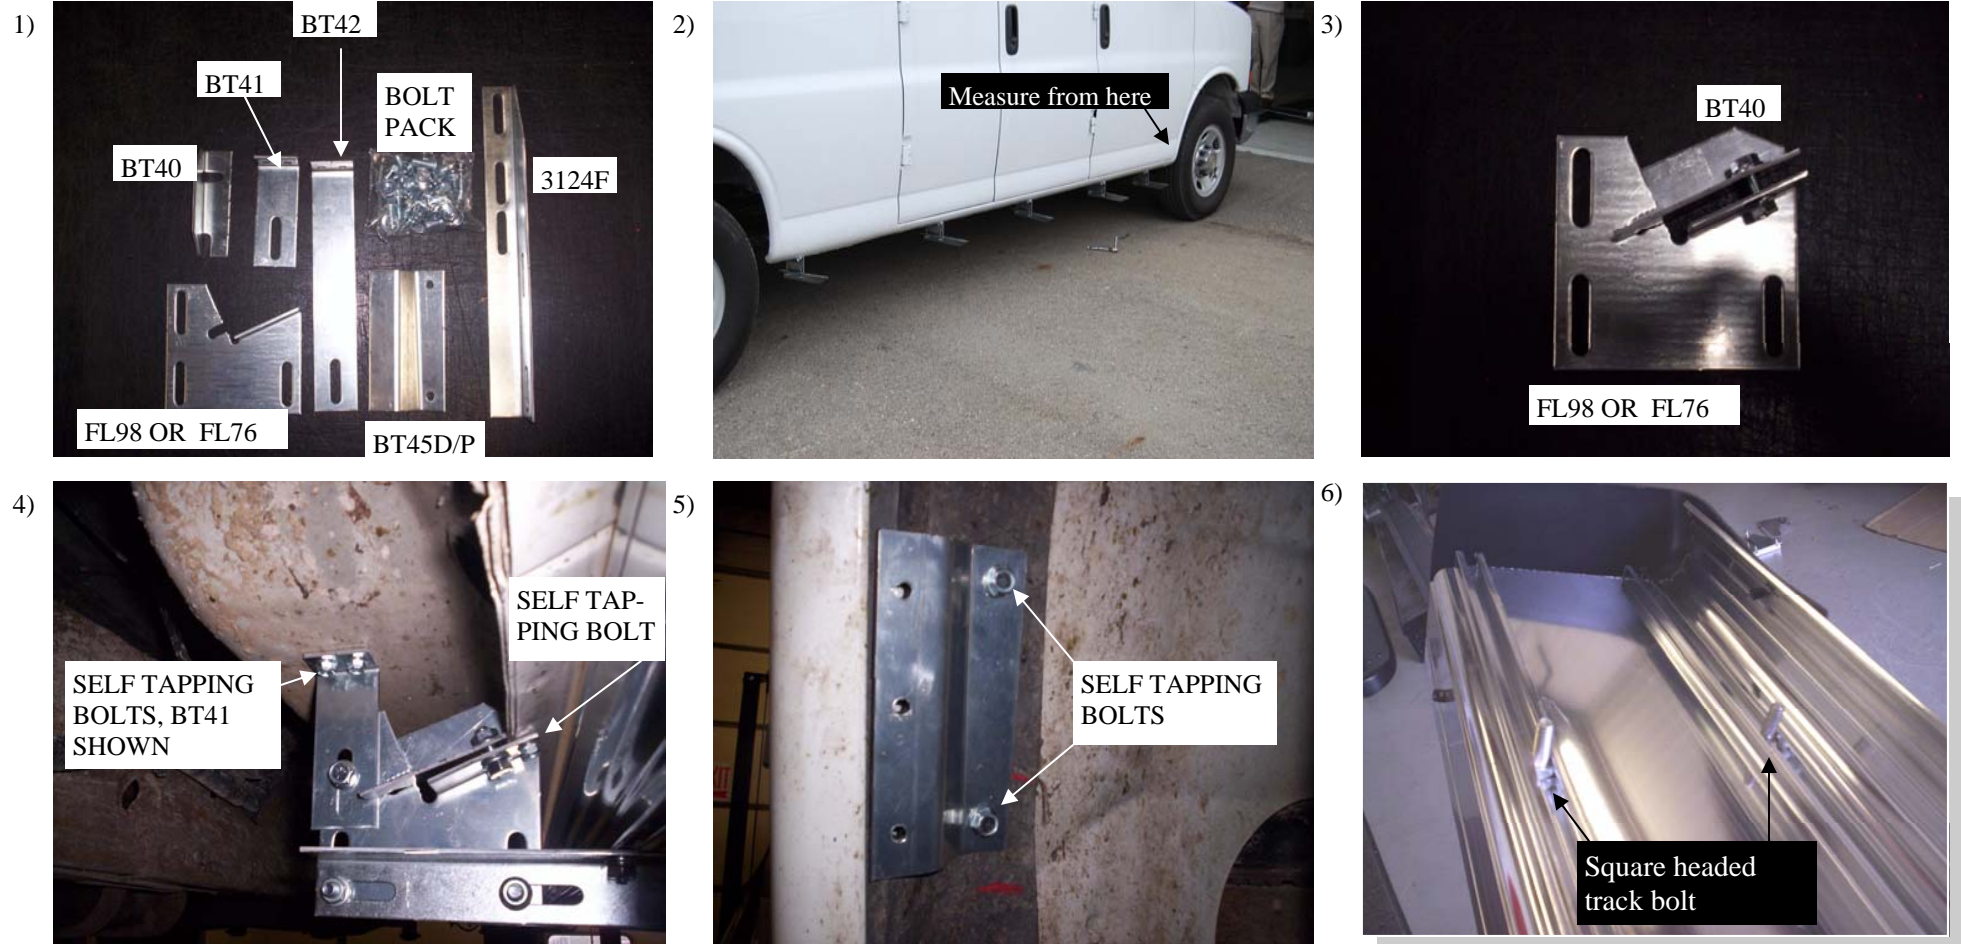 1)
BT42
BT41
BOLT
PACK
BT40
3124F
FL98 OR FL76
BT45D/P
2)
Measure from here
3)
BT40
FL98 OR FL76
4)
SELF TAP-
PING BOLT
SELF TAPPING
BOLTS, BT41
SHOWN
5)
SELF TAPPING
BOLTS
6)
Square headed
track bolt